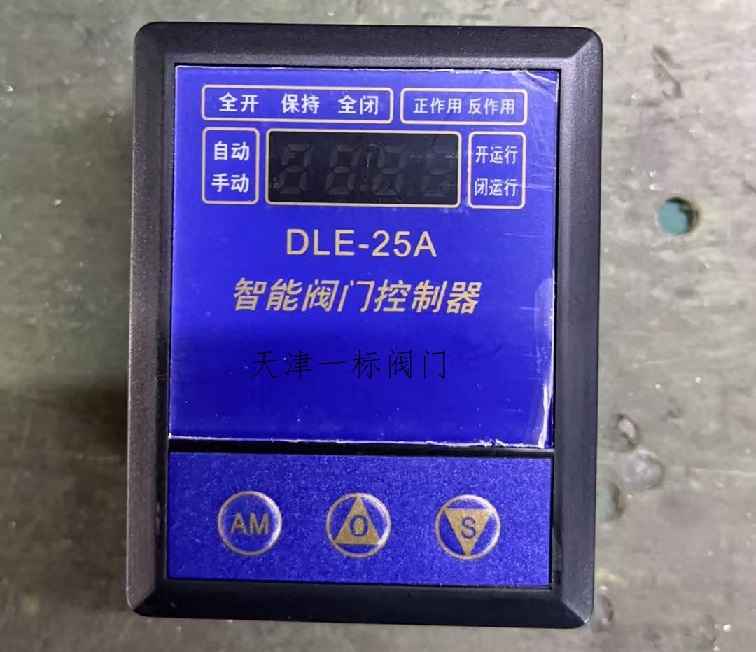 全开 保持 全闭 正作用 反作用
自动 开运行
手动 闭运行
DLE-25A
智能阀门控制器
天津一标阀门
AM O S